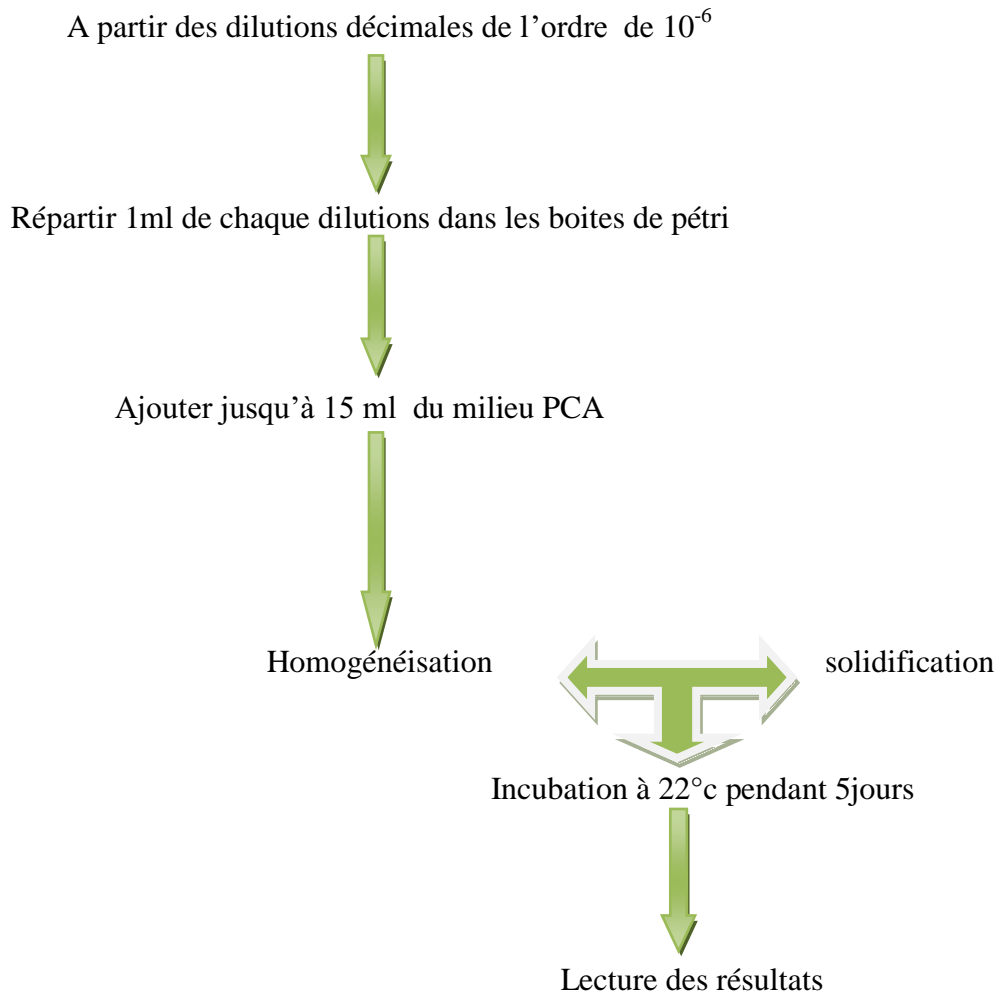 A partir des dilutions décimales de l’ordre de 10⁻⁶
Répartir 1ml de chaque dilutions dans les boites de pétri
Ajouter jusqu’à 15 ml du milieu PCA
Homogénéisation solidification
Incubation à 22°c pendant 5jours
Lecture des résultats